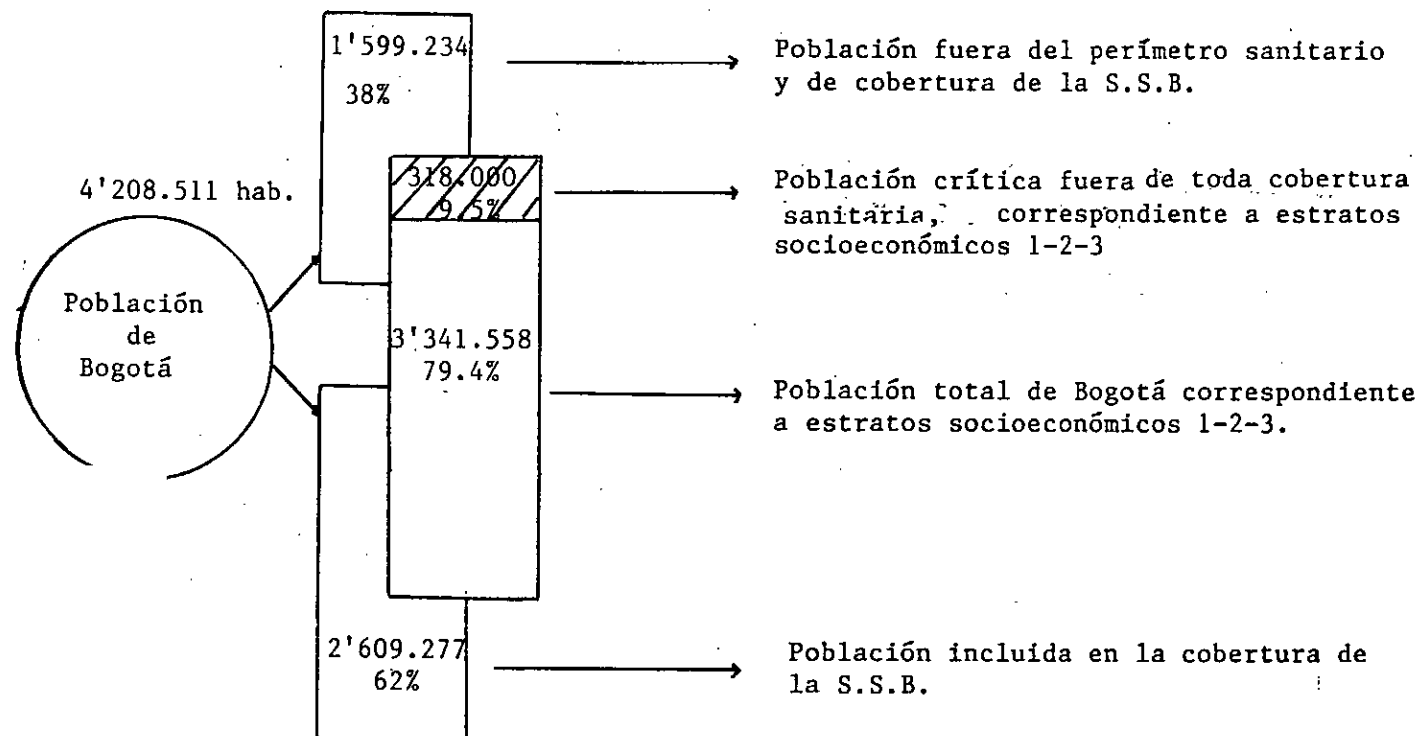 1'599.234
38%
Población fuera del perímetro sanitario
y de cobertura de la S.S.B.
4'208.511 hab.
318.000
9.5%
Población crítica fuera de toda cobertura
sanitaria, correspondiente a estratos
socioeconómicos 1-2-3
Población
de
Bogotá
3'341.558
79.4%
Población total de Bogotá correspondiente
a estratos socioeconómicos 1-2-3.
2'609.277
62%
Población incluida en la cobertura de
la S.S.B.